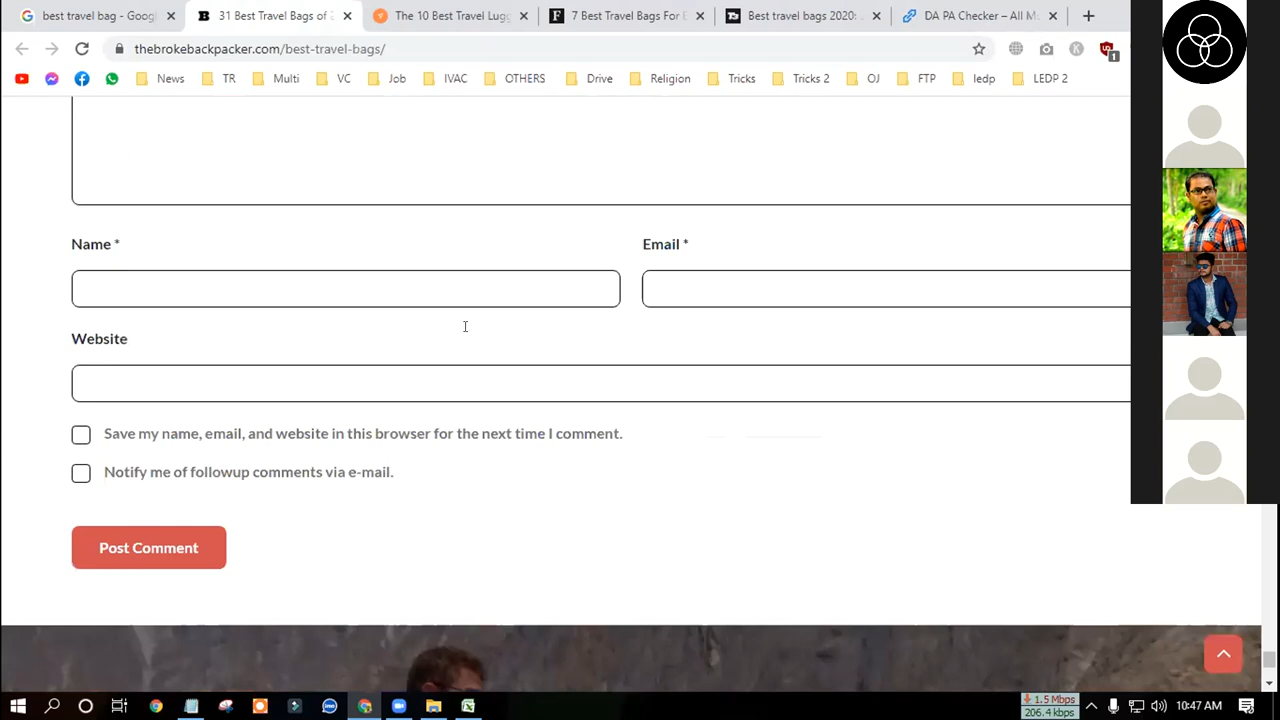 best travel bag - Googl
31 Best Travel Bags of 2
The 10 Best Travel Lugg
7 Best Travel Bags For E
Best travel bags 2020:
DA PA Checker – All M
thebrokebackpacker.com/best-travel-bags/
1
News
TR
Multi
VC
Job
IVAC
OTHERS
Drive
Religion
Tricks
Tricks 2
OJ
FTP
ledp
LEDP 2
Name *
Email *
Website
Save my name, email, and website in this browser for the next time I comment.
Notify me of followup comments via e-mail.
Post Comment
1.5 Mbps
206.4 kbps
10:47 AM